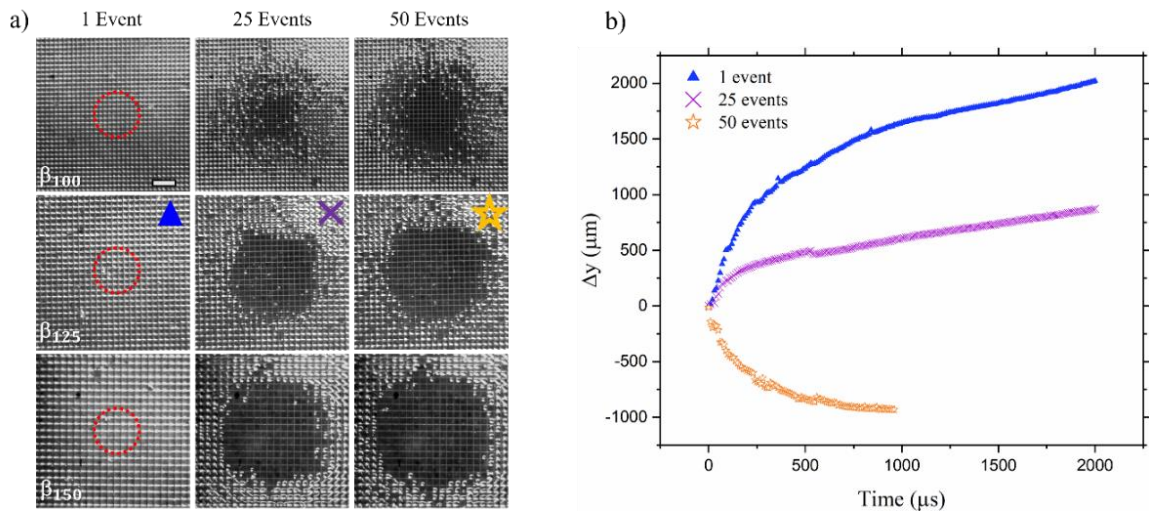 a)
1 Event
25 Events
50 Events
β100
β125
β150
b)
1 event
25 events
50 events
2000
1500
1000
500
0
-500
-1000
Δy (μm)
0
500
1000
1500
2000
Time (μs)